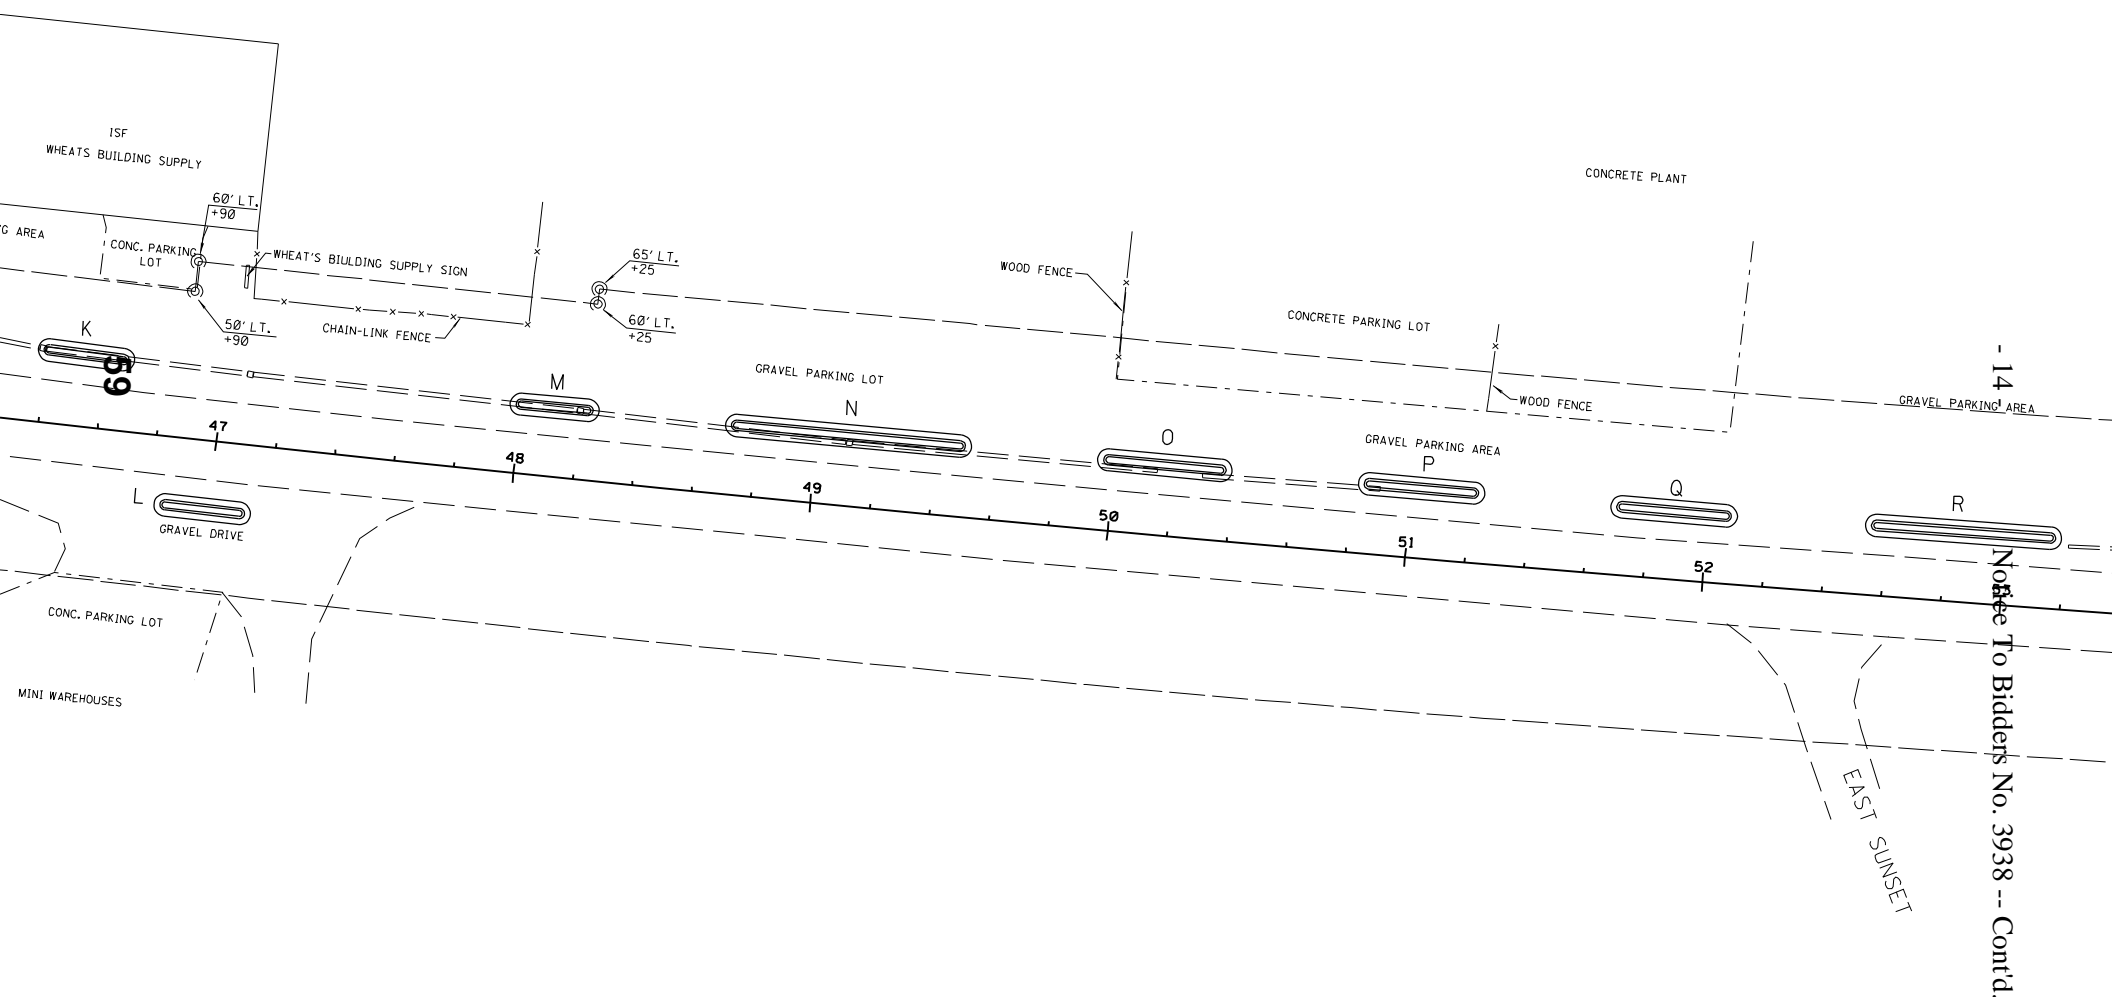 ISF
WHEATS BUILDING SUPPLY
60' LT.
+90
CONC. PARKING
LOT
WHEAT'S BIULDING SUPPLY SIGN
65' LT.
+25
50' LT.
+90
CHAIN-LINK FENCE
60' LT.
+25
G AREA
K
59
M
GRAVEL PARKING LOT
N
WOOD FENCE
CONCRETE PLANT
CONCRETE PARKING LOT
WOOD FENCE
GRAVEL PARKING AREA
GRAVEL PARKING AREA
O
P
Q
R
47
48
49
50
51
52
L
GRAVEL DRIVE
CONC. PARKING LOT
MINI WAREHOUSES
EAST SUNSET
- 14 -
Notice To Bidders No. 3938 -- Cont'd.